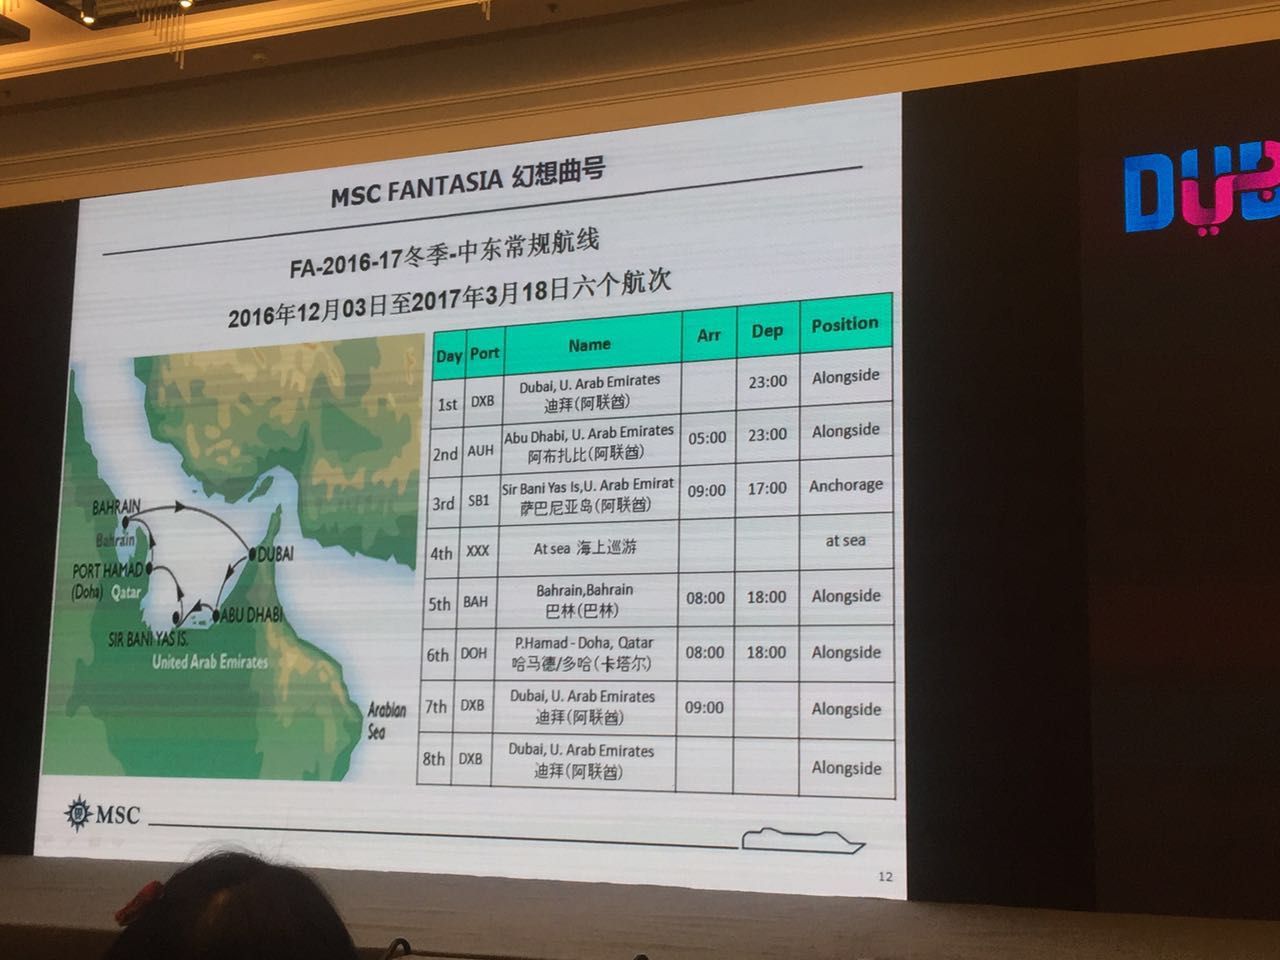 MSC FANTASIA 幻想曲号
FA-2016-17冬季-中东常规航线
2016年12月03日至2017年3月18日六个航次
Day Port Name Arr Dep Position
1st DXB Dubai, U. Arab Emirates 23:00 Alongside
迪拜(阿联酋)
2nd AUH Abu Dhabi, U. Arab Emirates 05:00 23:00 Alongside
阿布扎比(阿联酋)
3rd SB1 Sir Bani Yas Is,U. Arab Emirat 09:00 17:00 Anchorage
萨巴尼亚岛(阿联酋)
4th XXX At sea 海上巡游 at sea
5th BAH Bahrain,Bahrain 08:00 18:00 Alongside
巴林(巴林)
6th DOH P.Hamad - Doha, Qatar 08:00 18:00 Alongside
哈马德/多哈(卡塔尔)
7th DXB Dubai, U. Arab Emirates 09:00 Alongside
迪拜(阿联酋)
8th DXB Dubai, U. Arab Emirates Alongside
迪拜(阿联酋)
BAHRAIN
Bahrain
DUBAI
PORT HAMAD
(Doha) Qatar
ABU DHABI
SIR BANI YAS IS.
United Arab Emirates
Arabian
Sea
MSC
12